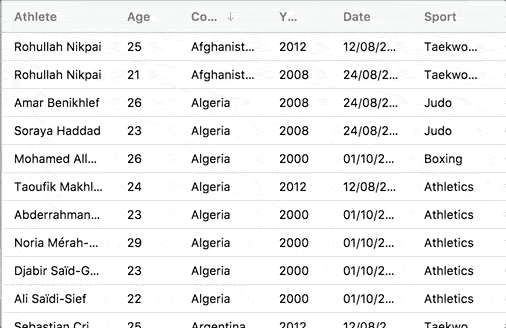 Athlete Age Co... ↓ Y... Date Sport
Rohullah Nikpai 25 Afghanist... 2012 12/08/2... Taekwo...
Rohullah Nikpai 21 Afghanist... 2008 24/08/2... Taekwo...
Amar Benikhlef 26 Algeria 2008 24/08/2... Judo
Soraya Haddad 23 Algeria 2008 24/08/2... Judo
Mohamed All... 26 Algeria 2000 01/10/2... Boxing
Taoufik Makhl... 24 Algeria 2012 12/08/2... Athletics
Abderrahman... 23 Algeria 2000 01/10/2... Athletics
Noria Mérah-... 29 Algeria 2000 01/10/2... Athletics
Djabir Saïd-G... 23 Algeria 2000 01/10/2... Athletics
Ali Saïdi-Sief 22 Algeria 2000 01/10/2... Athletics
Sebastian Cri... 25 Argentina 2000 01/10/2... Taekwo...